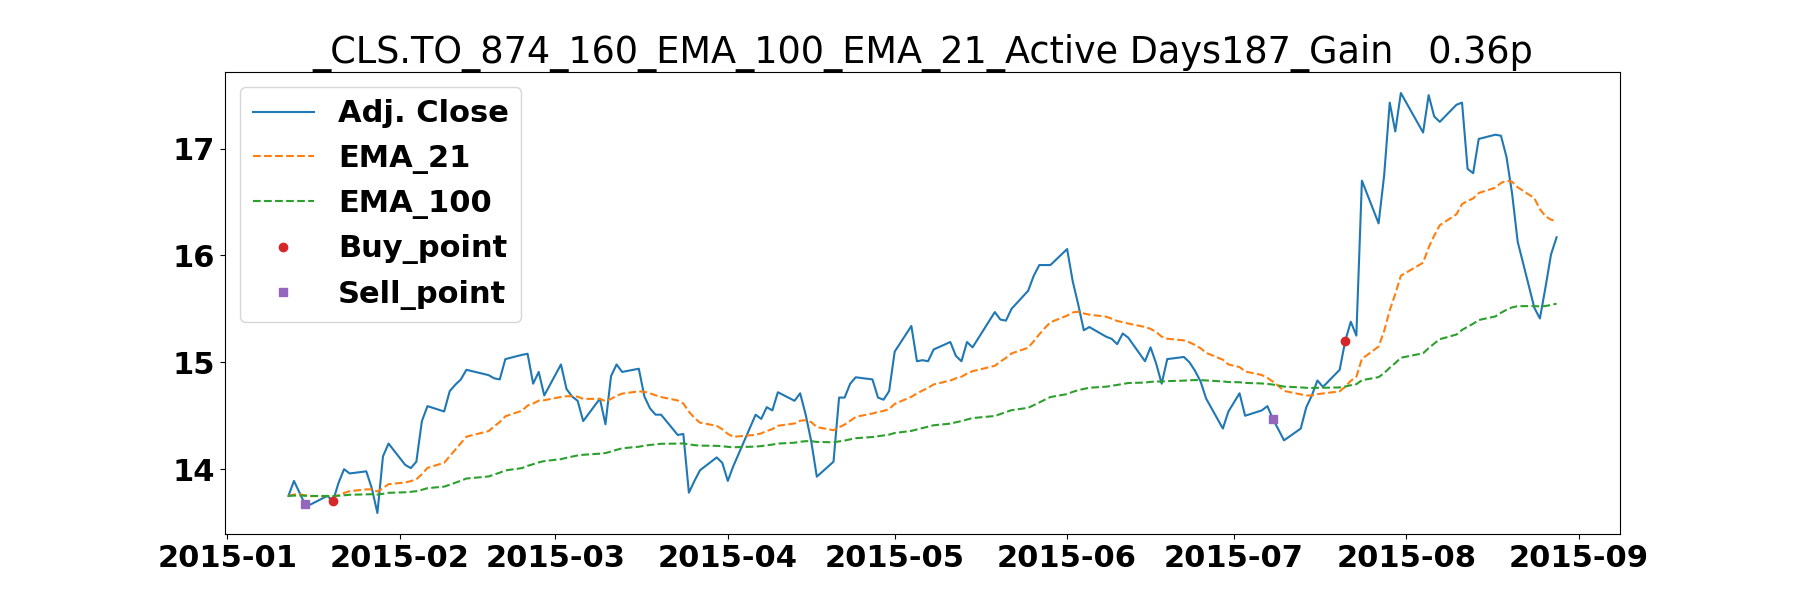 _CLS.TO_874_160_EMA_100_EMA_21_Active Days187_Gain   0.36p
Adj. Close
EMA_21
EMA_100
Buy_point
Sell_point
17
16
15
14
2015-01 2015-02 2015-03 2015-04 2015-05 2015-06 2015-07 2015-08 2015-09